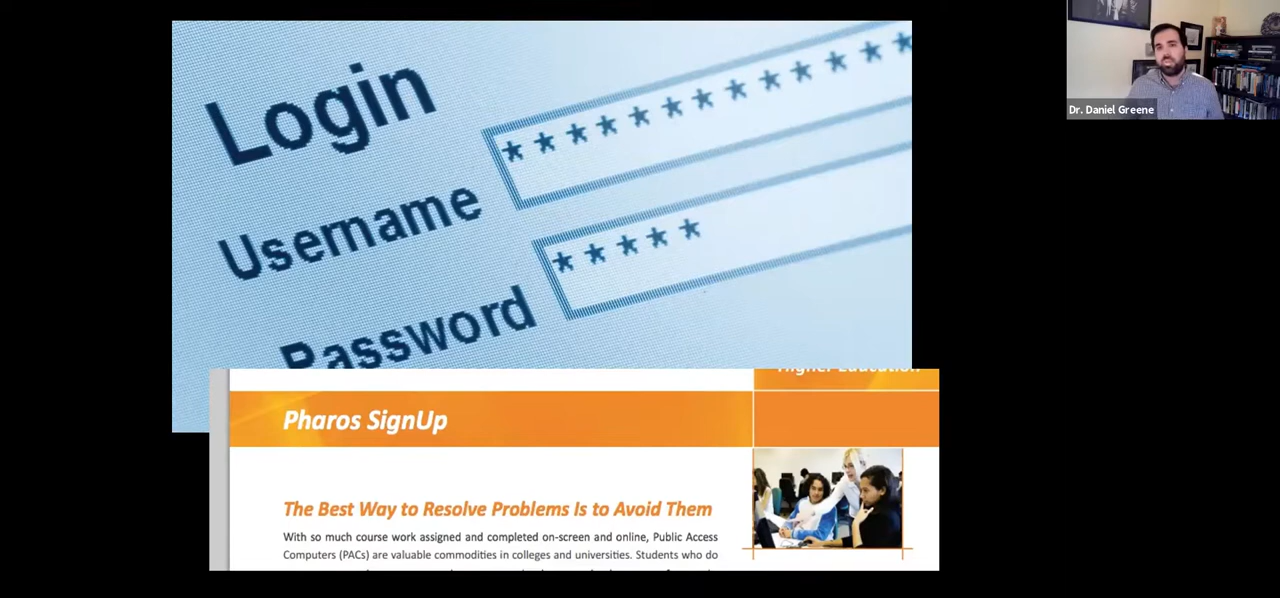 Dr. Daniel Greene
Login
Username **********
Password *****
Higher Education
Pharos SignUp
The Best Way to Resolve Problems Is to Avoid Them
With so much course work assigned and completed on-screen and online, Public Access
Computers (PACs) are valuable commodities in colleges and universities. Students who do